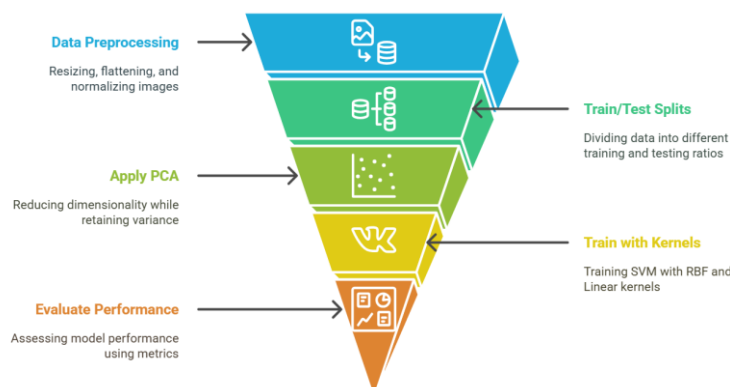 Data Preprocessing
Resizing, flattening, and
normalizing images
Train/Test Splits
Dividing data into different
training and testing ratios
Apply PCA
Reducing dimensionality while
retaining variance
Train with Kernels
Training SVM with RBF and
Linear kernels
Evaluate Performance
Assessing model performance
using metrics